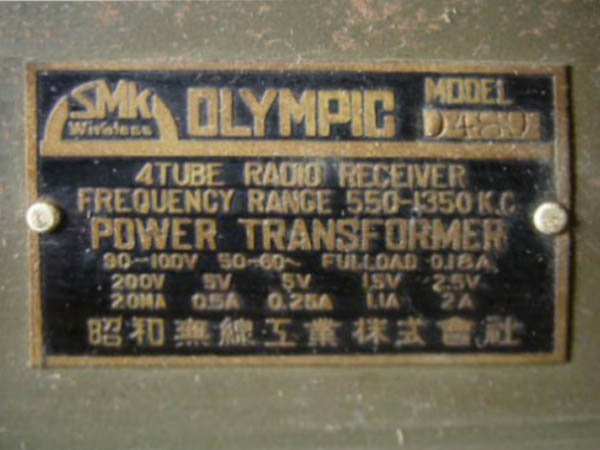 SMK Wireless
OLYMPIC
MODEL
D480
4TUBE RADIO RECEIVER
FREQUENCY RANGE 550-1350 K.C
POWER TRANSFORMER
90-100V 50-60~ FULLOAD 0.18A
200V 5V 5V 1.5V 2.5V
20MA 0.5A 0.25A 1.1A 2A
昭和無線工業株式會社